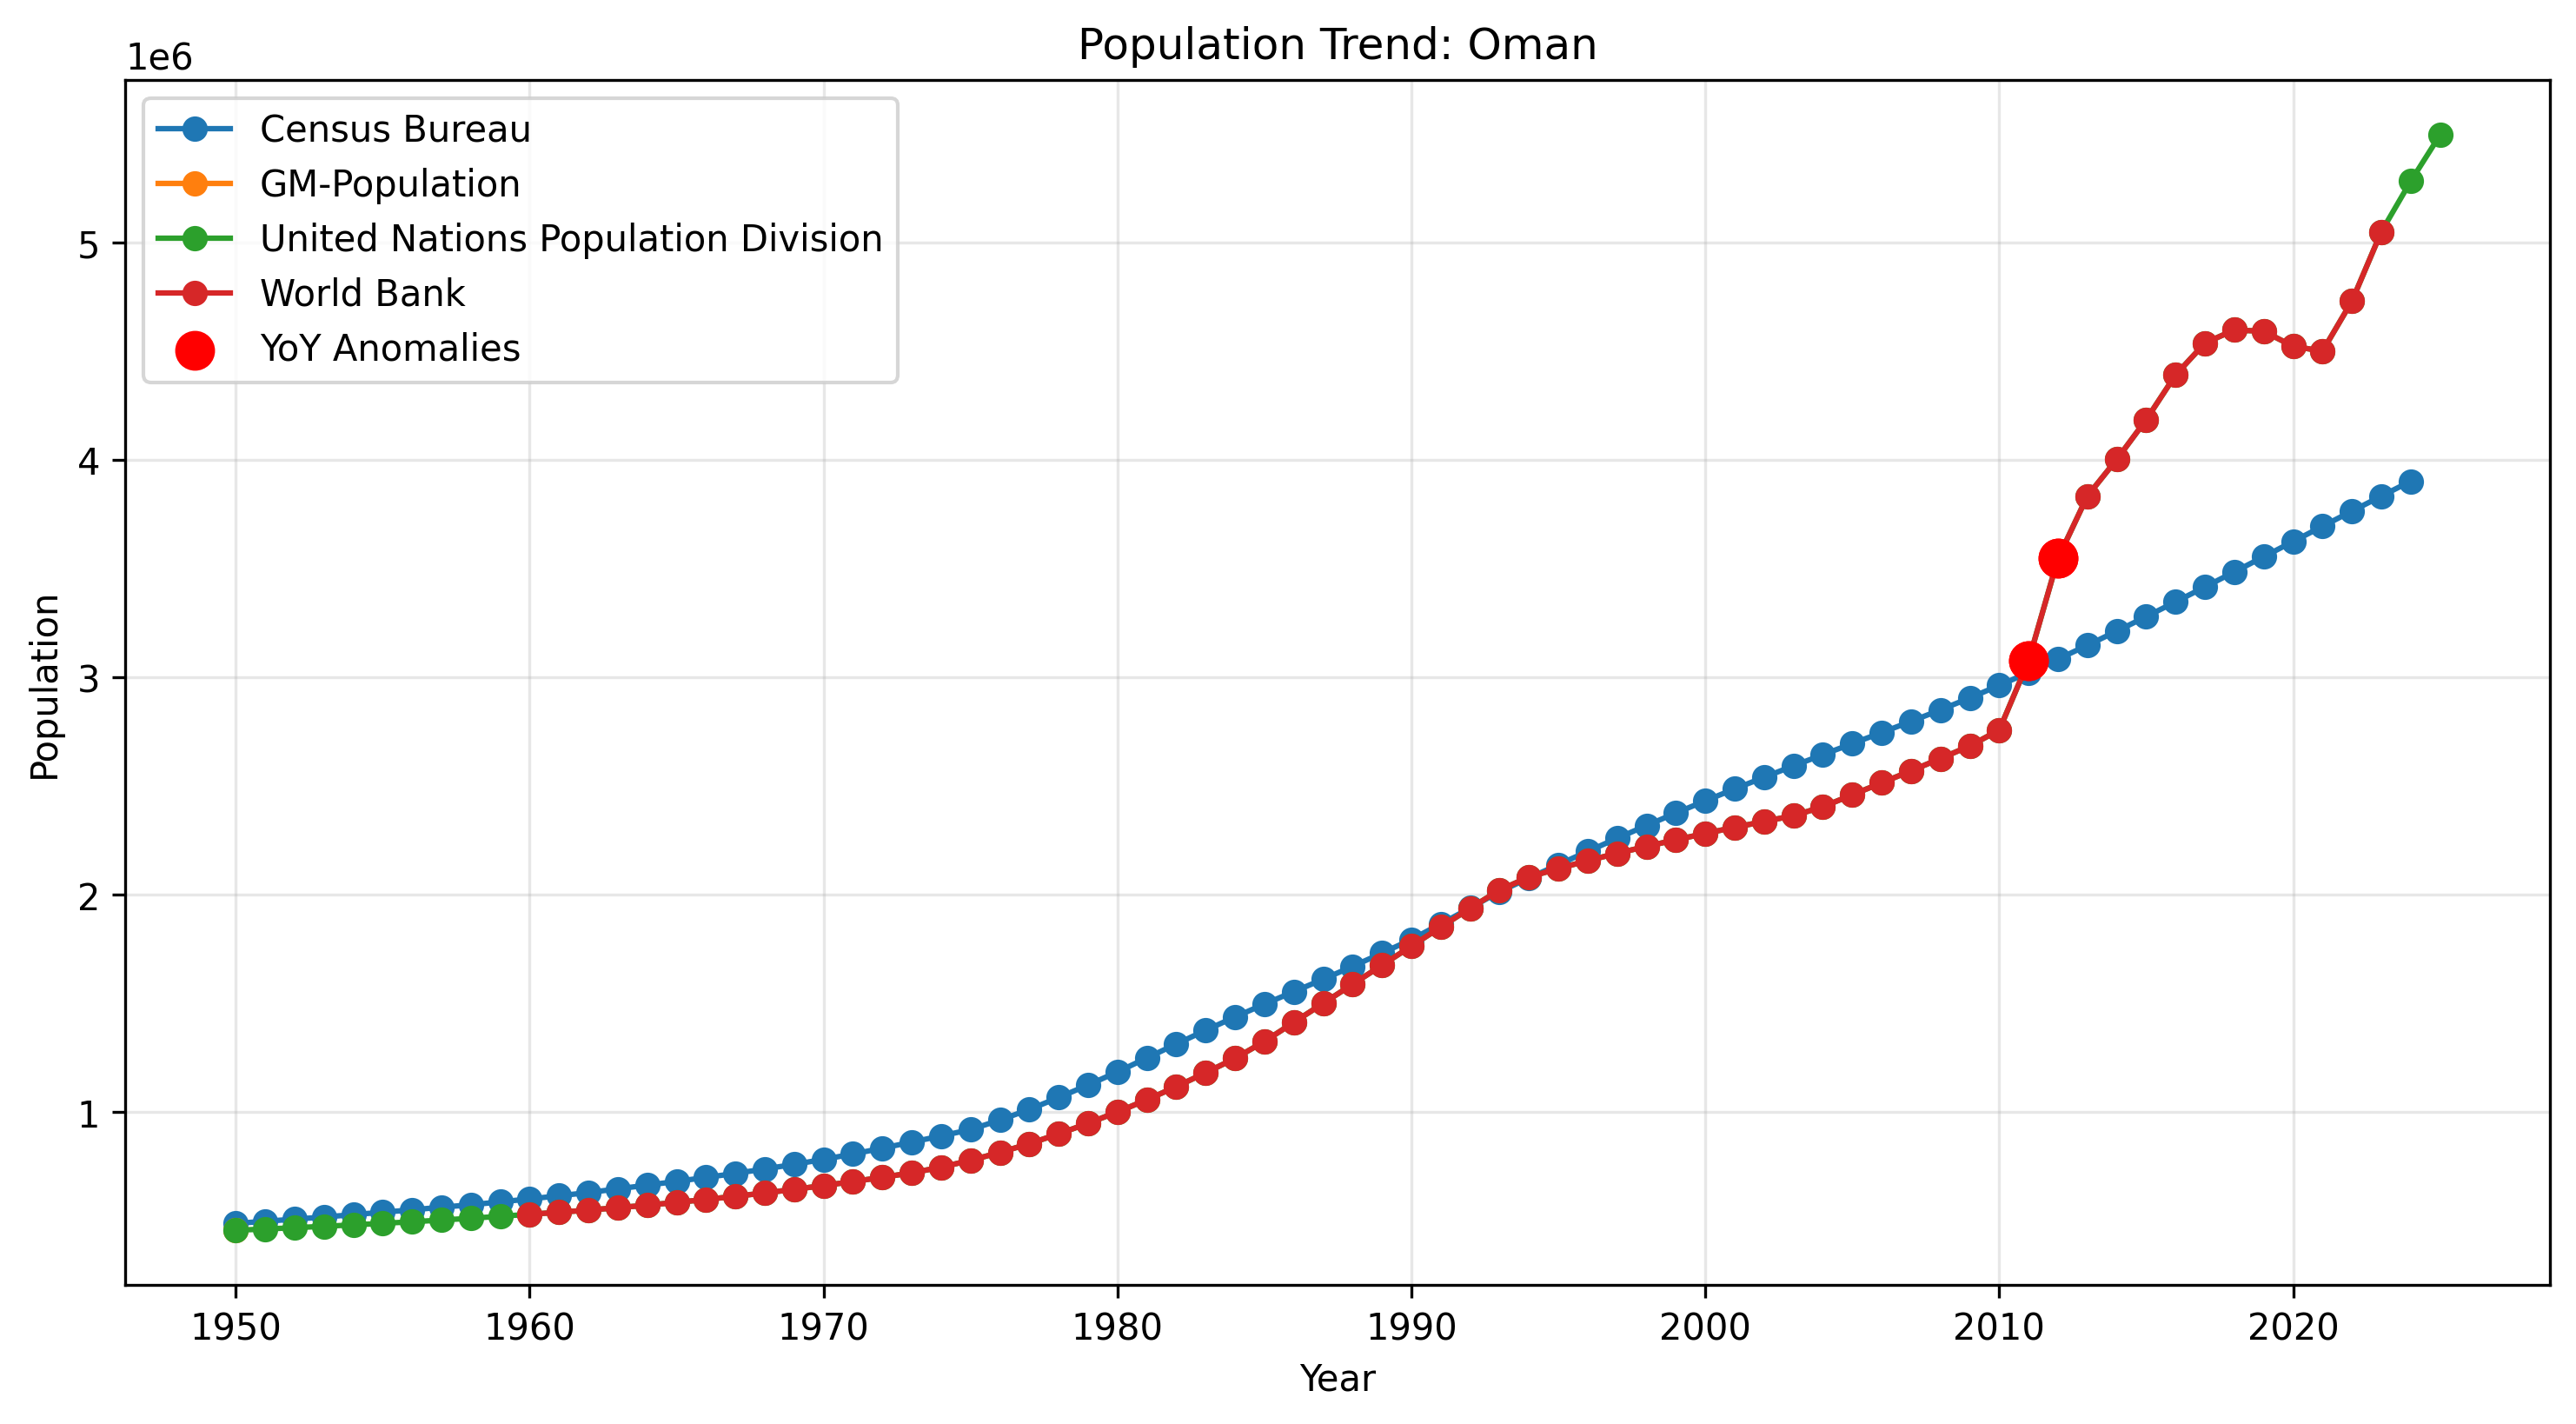 Population Trend: Oman
1e6
Census Bureau
GM-Population
United Nations Population Division
World Bank
YoY Anomalies
5
4
3
2
1
Population
1950 1960 1970 1980 1990 2000 2010 2020
Year